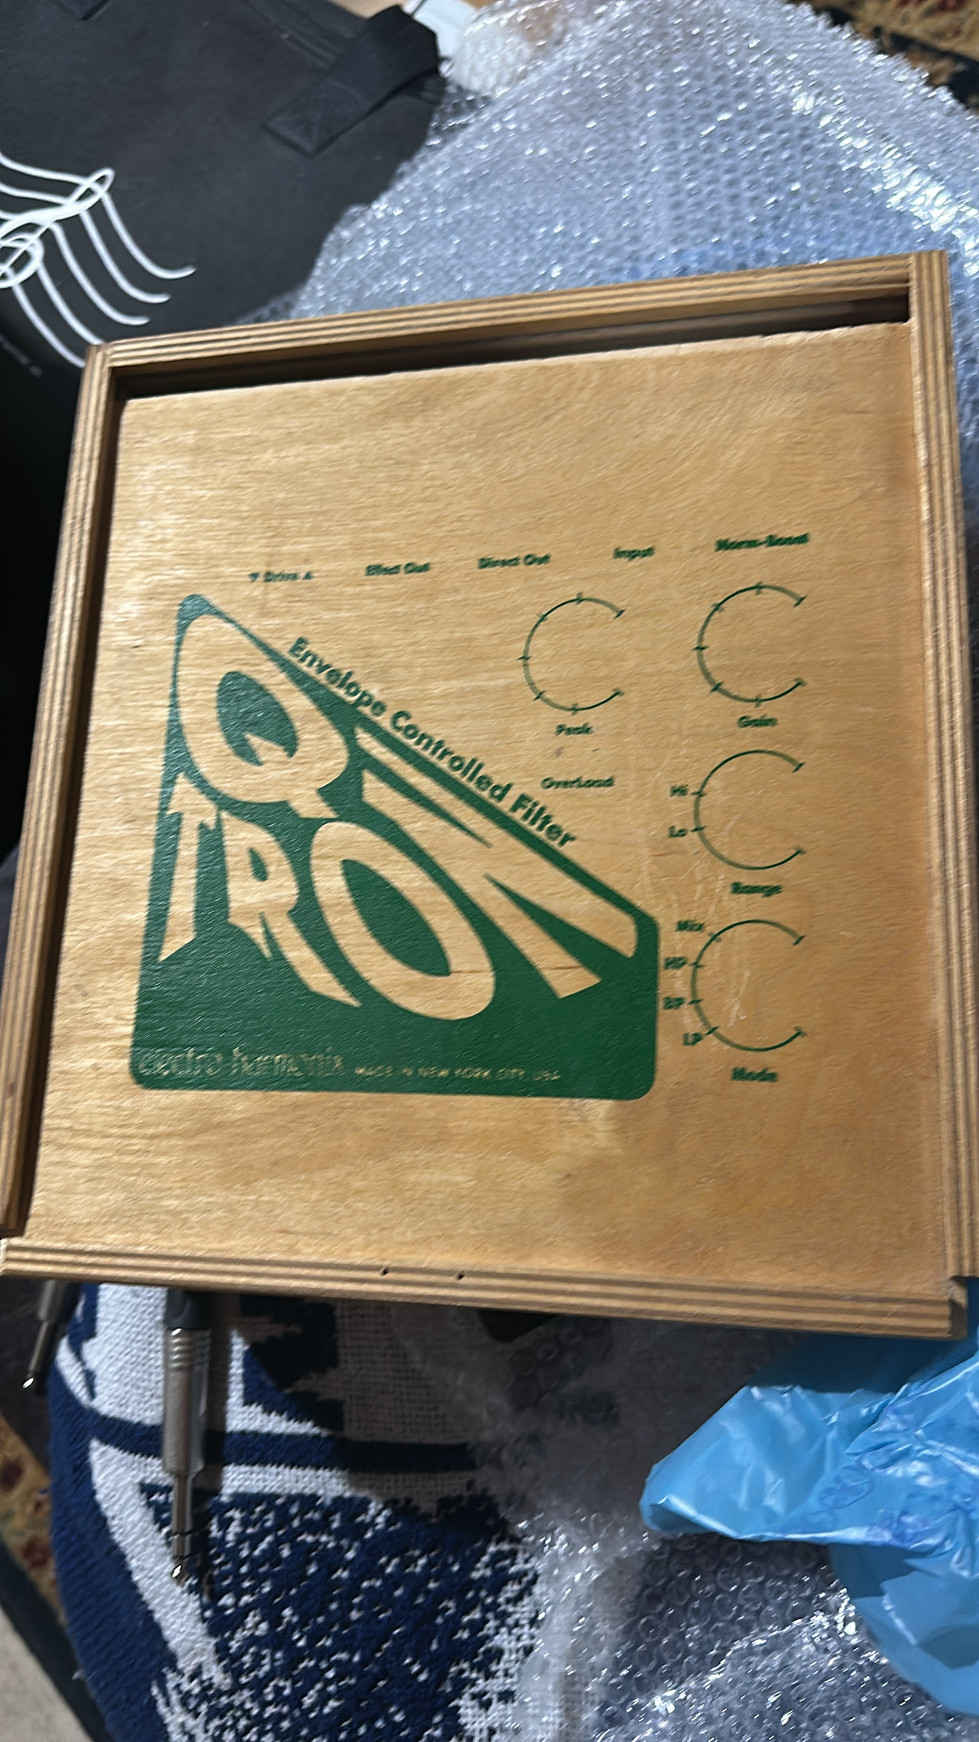 ▼ Drive ▲
Effect Out
Direct Out
Input
Norm-Boost
Q
TRON
Envelope Controlled Filter
Peak
Gain
OverLoad
Hi
Lo
Range
Mix
HP
BP
LP
Mode
electro-harmonix MADE IN NEW YORK CITY, USA